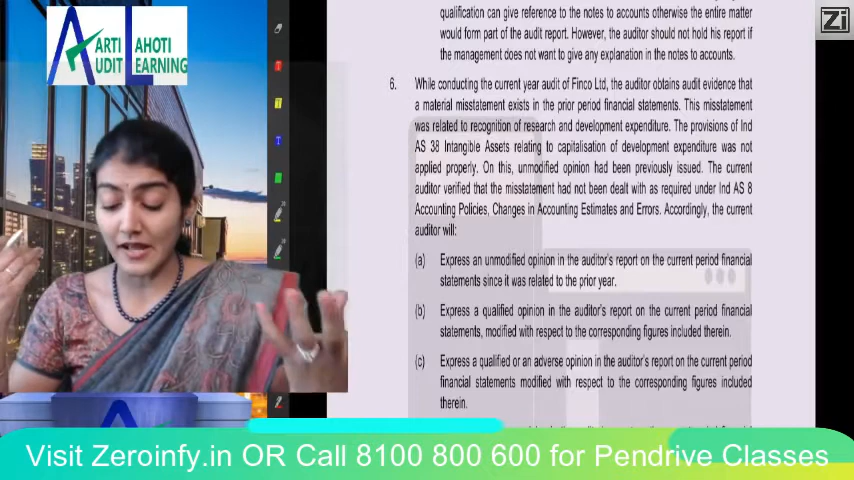 ARTI LAHOTI
AUDIT LEARNING
Zi
qualification can give reference to the notes to accounts otherwise the entire matter
would form part of the audit report. However, the auditor should not hold his report if
the management does not want to give any explanation in the notes to accounts.
6. While conducting the current year audit of Finco Ltd, the auditor obtains audit evidence that
a material misstatement exists in the prior period financial statements. This misstatement
was related to recognition of research and development expenditure. The provisions of Ind
AS 38 Intangible Assets relating to capitalisation of development expenditure was not
applied properly. On this, unmodified opinion had been previously issued. The current
auditor verified that the misstatement had not been dealt with as required under Ind AS 8
Accounting Policies, Changes in Accounting Estimates and Errors. Accordingly, the current
auditor will:
(a) Express an unmodified opinion in the auditor's report on the current period financial
statements since it was related to the prior year.
(b) Express a qualified opinion in the auditor's report on the current period financial
statements, modified with respect to the corresponding figures included therein.
(c) Express a qualified or an adverse opinion in the auditor's report on the current period
financial statements modified with respect to the corresponding figures included
therein.
Visit Zeroinfy.in OR Call 8100 800 600 for Pendrive Classes